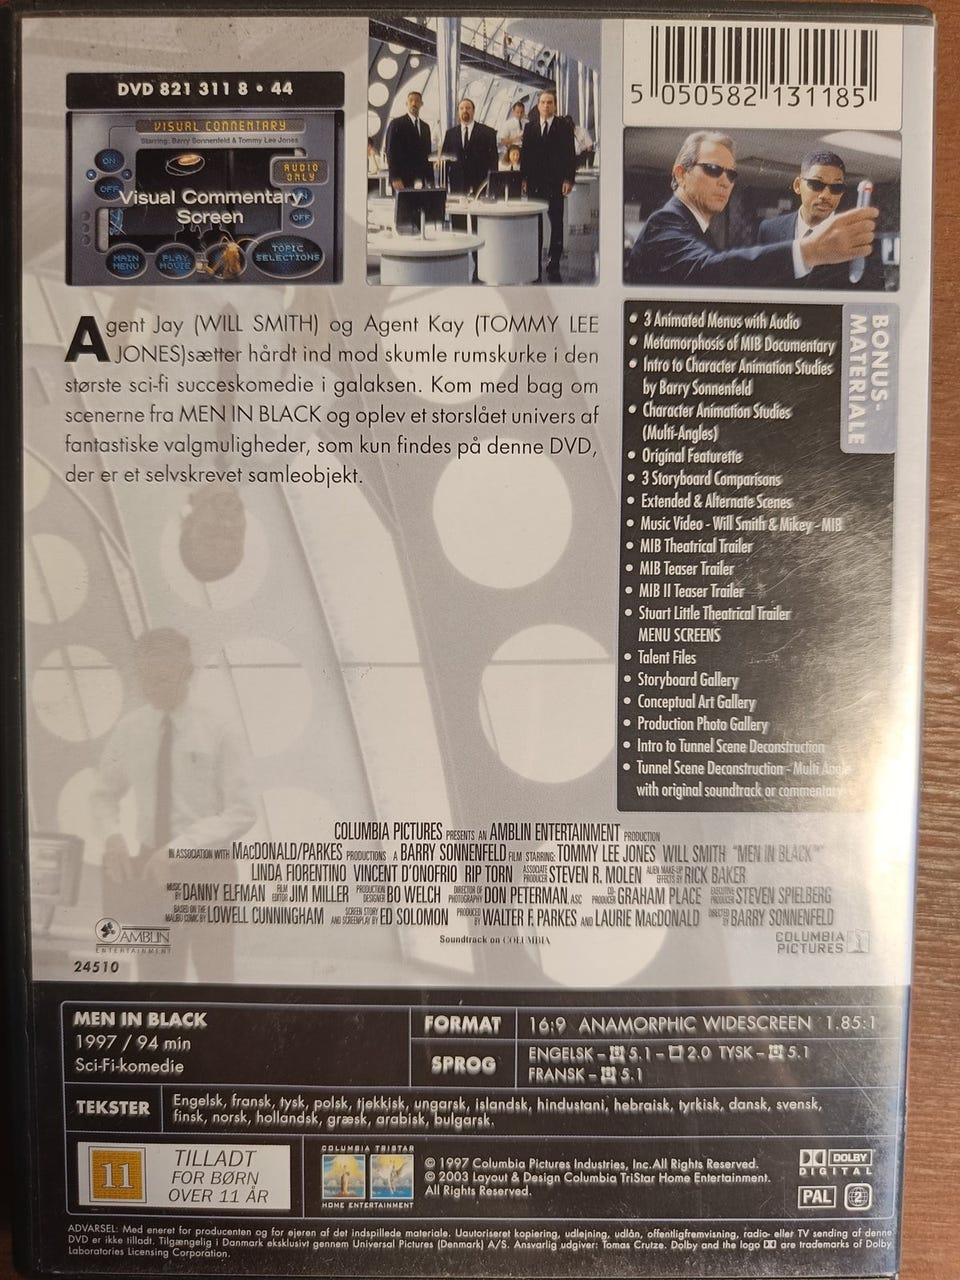 DVD 821 311 8 • 44
VISUAL COMMENTARY
Starring: Barry Sonnenfeld & Tommy Lee Jones
ON
OFF
AUDIO
ONLY
ON
OFF
Visual Commentary
Screen
MAIN
MENU
PLAY
MOVIE
TOPIC
SELECTIONS
5 050582 131185
Agent Jay (WILL SMITH) og Agent Kay (TOMMY LEE
JONES)sætter hårdt ind mod skumle rumskurke i den
største sci-fi succeskomedie i galaksen. Kom med bag om
scenerne fra MEN IN BLACK og oplev et storslået univers af
fantastiske valgmuligheder, som kun findes på denne DVD,
der er et selvskrevet samleobjekt.
BONUS-
MATERIALE
• 3 Animated Menus with Audio
• Metamorphosis of MIB Documentary
• Intro to Character Animation Studies
by Barry Sonnenfeld
• Character Animation Studies
(Multi-Angles)
• Original Featurette
• 3 Storyboard Comparisons
• Extended & Alternate Scenes
• Music Video - Will Smith & Mikey - MIB
• MIB Theatrical Trailer
• MIB Teaser Trailer
• MIB II Teaser Trailer
• Stuart Little Theatrical Trailer
MENU SCREENS
• Talent Files
• Storyboard Gallery
• Conceptual Art Gallery
• Production Photo Gallery
• Intro to Tunnel Scene Deconstruction
• Tunnel Scene Deconstruction - Multi Angle
with original soundtrack or commentary
COLUMBIA PICTURES PRESENTS AN AMBLIN ENTERTAINMENT PRODUCTION
IN ASSOCIATION WITH MACDONALD/PARKES PRODUCTIONS A BARRY SONNENFELD FILM STARRING: TOMMY LEE JONES WILL SMITH "MEN IN BLACK"
LINDA FIORENTINO VINCENT D'ONOFRIO RIP TORN ASSOCIATE PRODUCER STEVEN R. MOLEN ALIEN MAKE-UP EFFECTS BY RICK BAKER
MUSIC BY DANNY ELFMAN FILM EDITOR JIM MILLER PRODUCTION DESIGNER BO WELCH DIRECTOR OF PHOTOGRAPHY DON PETERMAN, ASC CO-PRODUCER GRAHAM PLACE EXECUTIVE PRODUCER STEVEN SPIELBERG
BASED ON THE MALIBU COMIC BY LOWELL CUNNINGHAM SCREEN STORY AND SCREENPLAY BY ED SOLOMON PRODUCED BY WALTER F. PARKES AND LAURIE MACDONALD DIRECTED BY BARRY SONNENFELD
AMBLIN
ENTERTAINMENT
Soundtrack on COLUMBIA
COLUMBIA
PICTURES
24510
MEN IN BLACK
1997 / 94 min
Sci-Fi-komedie
FORMAT
16:9 ANAMORPHIC WIDESCREEN 1.85:1
SPROG
ENGELSK – 5.1 – 2.0 TYSK – 5.1
FRANSK – 5.1
TEKSTER
Engelsk, fransk, tysk, polsk, tjekkisk, ungarsk, islandsk, hindustani, hebraisk, tyrkisk, dansk, svensk,
finsk, norsk, hollandsk, græsk, arabisk, bulgarsk.
11
TILLADT
FOR BØRN
OVER 11 ÅR
COLUMBIA TRISTAR
HOME ENTERTAINMENT
© 1997 Columbia Pictures Industries, Inc.All Rights Reserved.
© 2003 Layout & Design Columbia TriStar Home Entertainment.
All Rights Reserved.
DOLBY
DIGITAL
PAL
2
ADVARSEL: Med eneret for producenten og for ejeren af det indspillede materiale. Uautoriseret kopiering, udlejning, udlån, offentligfremvisning, radio- eller TV sending af denne
DVD er ikke tilladt. Tilgængelig i Danmark eksklusivt gennem Universal Pictures (Denmark) A/S. Ansvarlig udgiver: Tomas Crutze. Dolby and the logo are trademarks of Dolby
Laboratories Licensing Corporation.